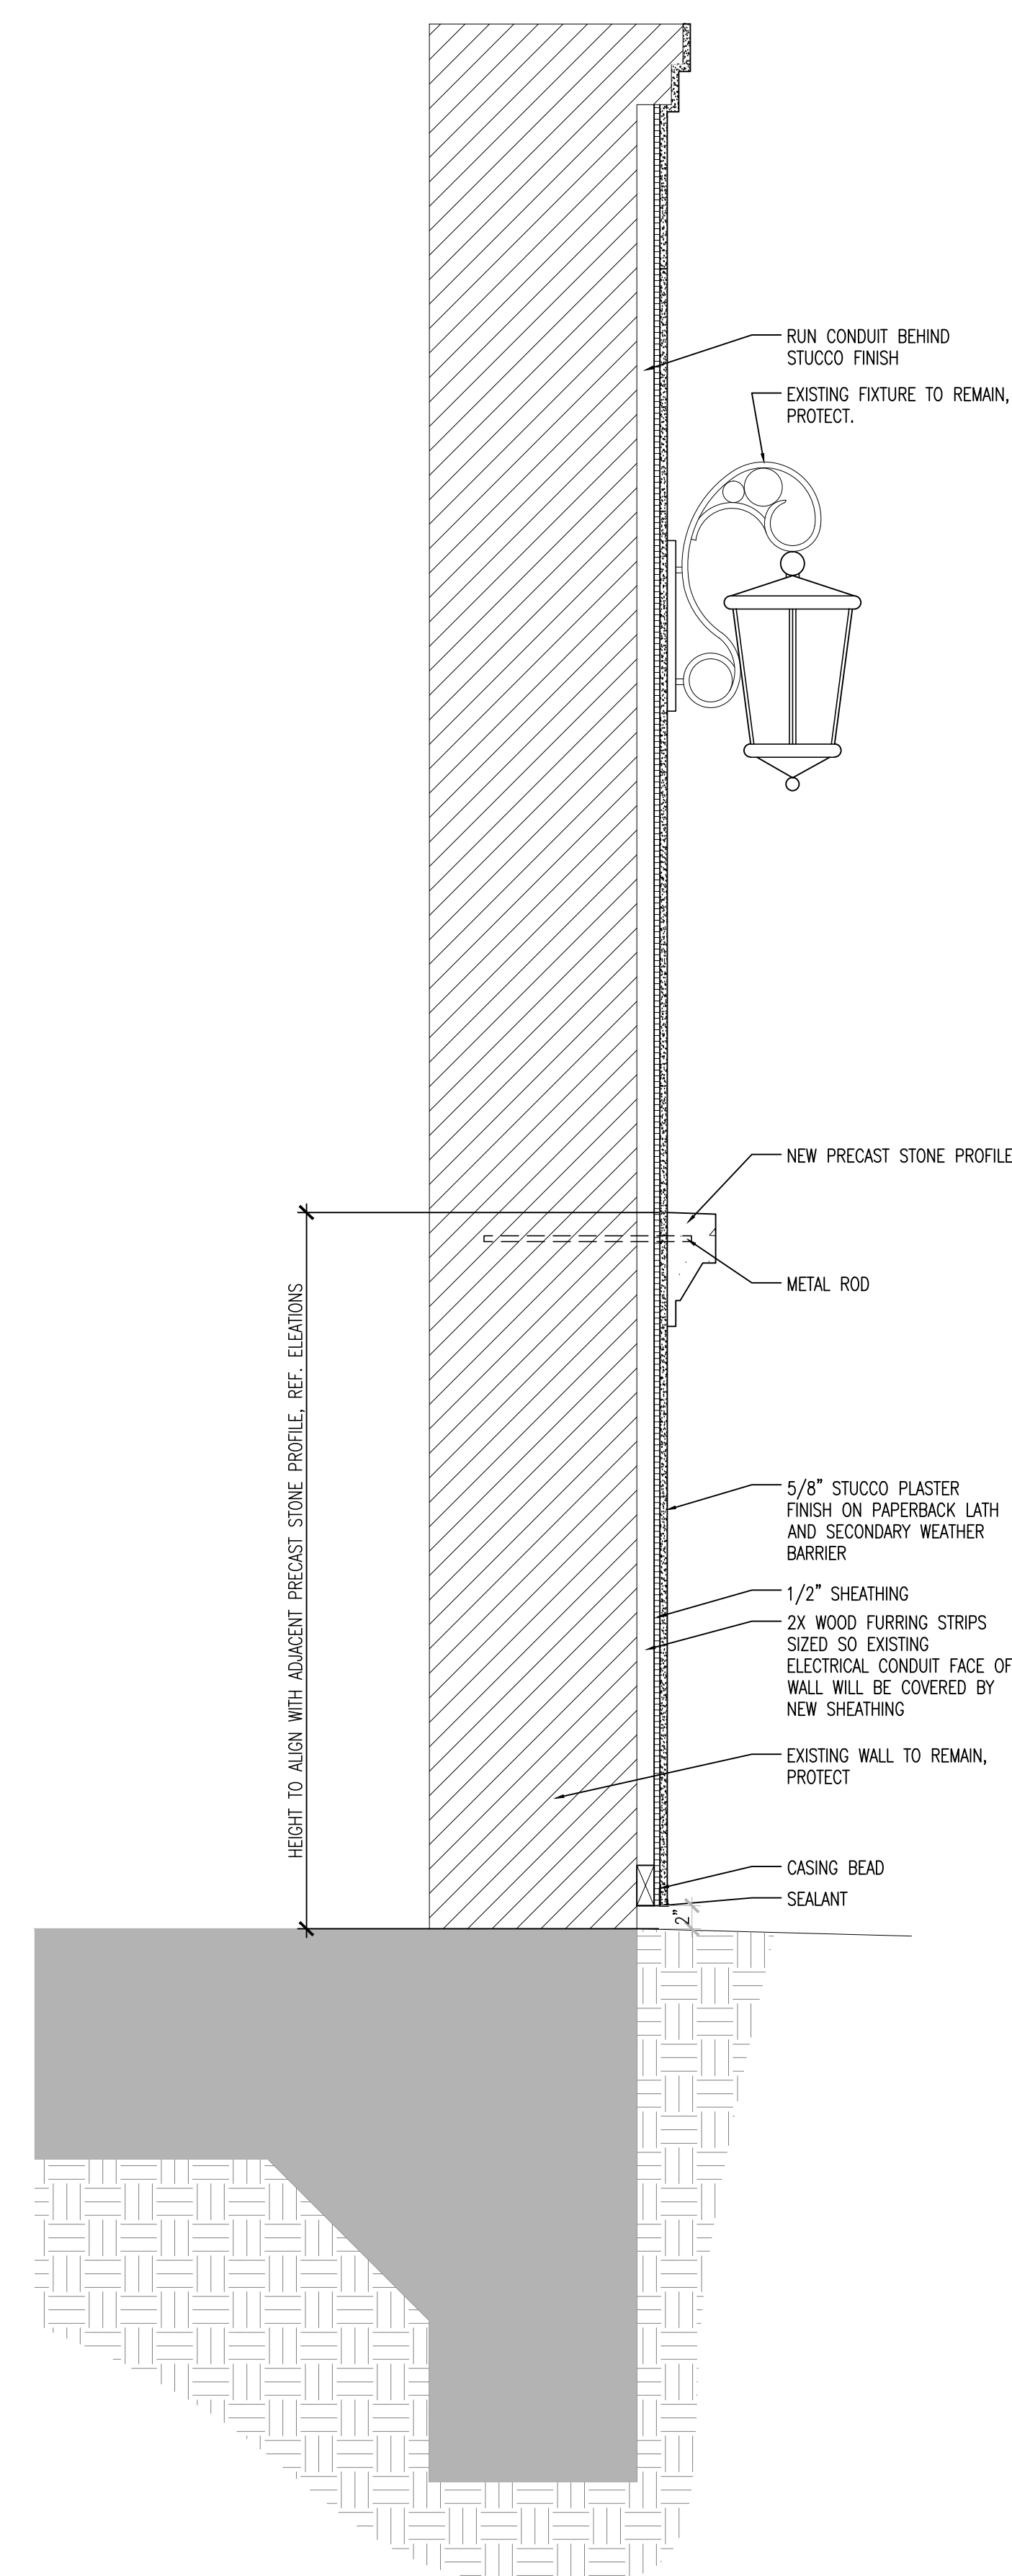 RUN CONDUIT BEHIND
STUCCO FINISH
EXISTING FIXTURE TO REMAIN,
PROTECT.
NEW PRECAST STONE PROFILE
METAL ROD
HEIGHT TO ALIGN WITH ADJACENT PRECAST STONE PROFILE, REF. ELEATIONS
5/8" STUCCO PLASTER
FINISH ON PAPERBACK LATH
AND SECONDARY WEATHER
BARRIER
1/2" SHEATHING
2X WOOD FURRING STRIPS
SIZED SO EXISTING
ELECTRICAL CONDUIT FACE OF
WALL WILL BE COVERED BY
NEW SHEATHING
EXISTING WALL TO REMAIN,
PROTECT
CASING BEAD
SEALANT
2"